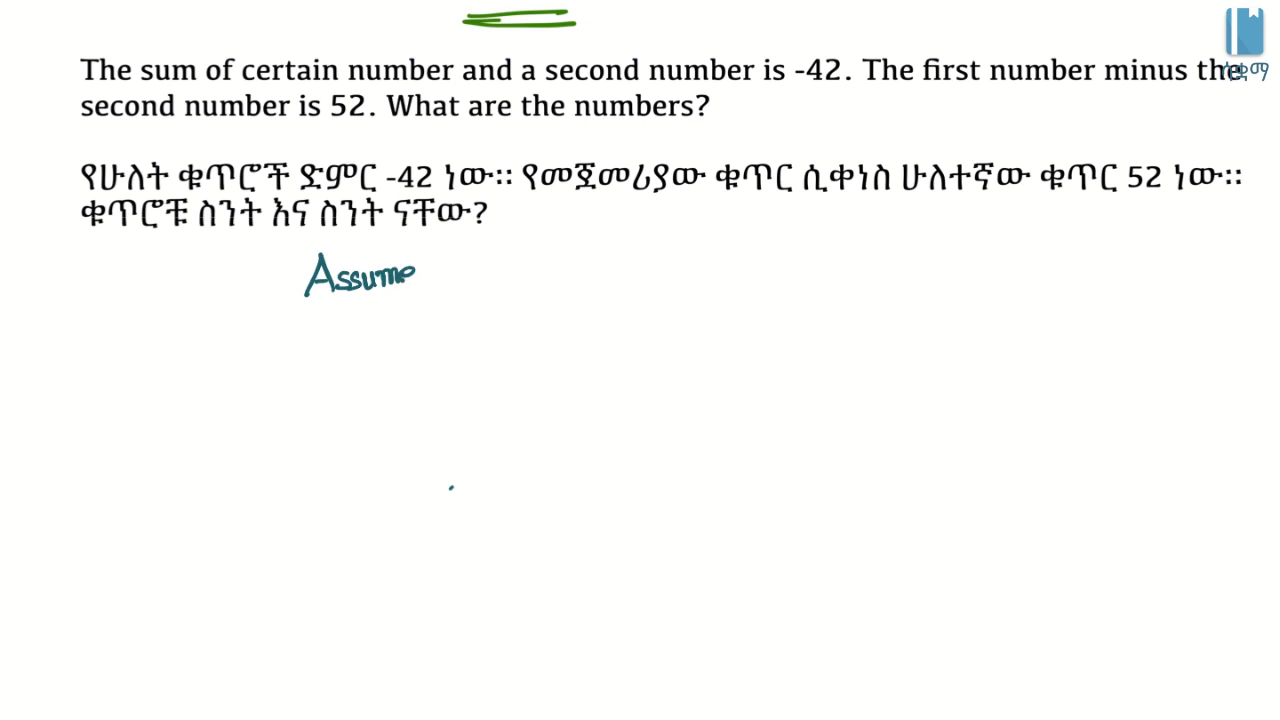 The sum of certain number and a second number is -42. The first number minus the
second number is 52. What are the numbers?
የሁለት ቁጥሮች ድምር -42 ነው። የመጀመሪያው ቁጥር ሲቀነስ ሁለተኛው ቁጥር 52 ነው።
ቁጥሮቹ ስንት እና ስንት ናቸው?
Assume